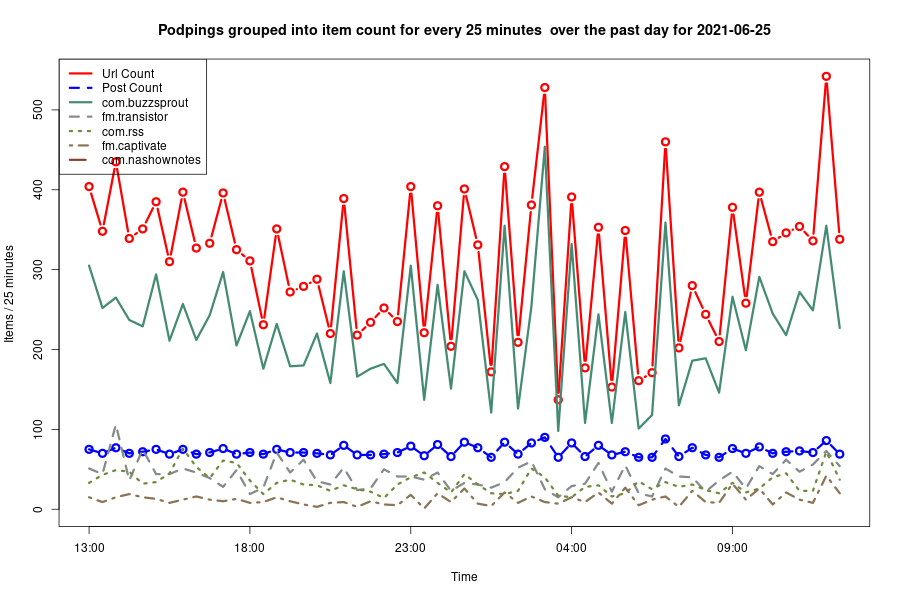 Podpings grouped into item count for every 25 minutes  over the past day for 2021-06-25
Url Count
Post Count
com.buzzsprout
fm.transistor
com.rss
fm.captivate
com.nashownotes
500
400
300
200
100
0
Items / 25 minutes
13:00 18:00 23:00 04:00 09:00
Time